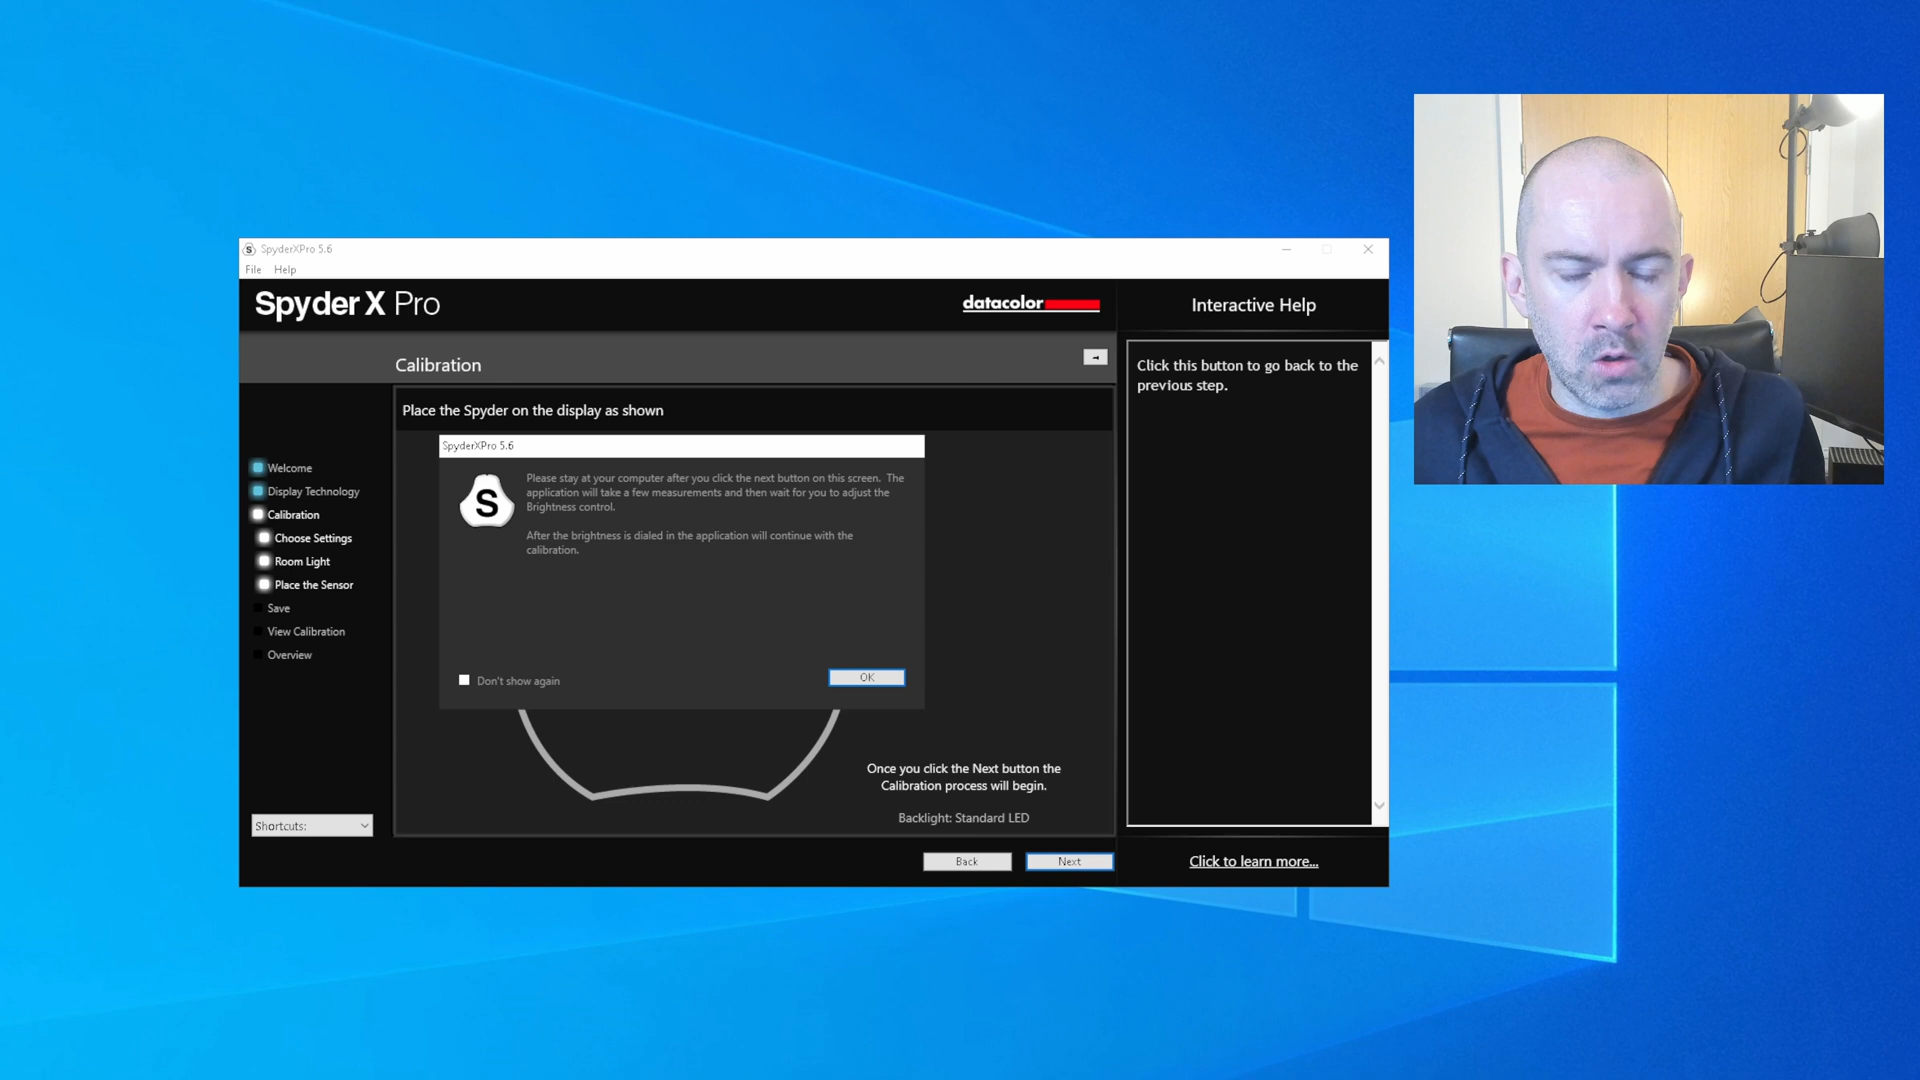 SpyderXPro 5.6
File Help
Spyder X Pro
datacolor
Interactive Help
Calibration
Click this button to go back to the
previous step.
Place the Spyder on the display as shown
SpyderXPro 5.6
S
Please stay at your computer after you click the next button on this screen. The
application will take a few measurements and then wait for you to adjust the
Brightness control.
After the brightness is dialed in the application will continue with the
calibration.
Don't show again
OK
Welcome
Display Technology
Calibration
Choose Settings
Room Light
Place the Sensor
Save
View Calibration
Overview
Once you click the Next button the
Calibration process will begin.
Backlight: Standard LED
Shortcuts:
Back
Next
Click to learn more...